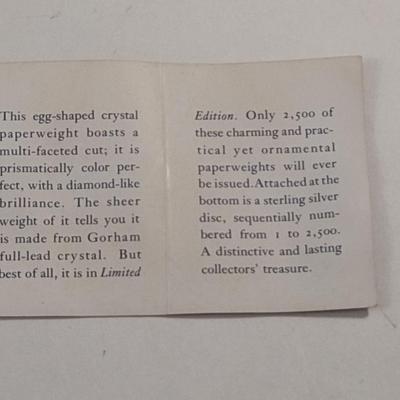 This egg-shaped crystal
paperweight boasts a
multi-faceted cut; it is
prismatically color per-
fect, with a diamond-like
brilliance. The sheer
weight of it tells you it
is made from Gorham
full-lead crystal. But
best of all, it is in Limited
Edition. Only 2,500 of
these charming and prac-
tical yet ornamental
paperweights will ever
be issued. Attached at the
bottom is a sterling silver
disc, sequentially num-
bered from 1 to 2,500.
A distinctive and lasting
collectors' treasure.